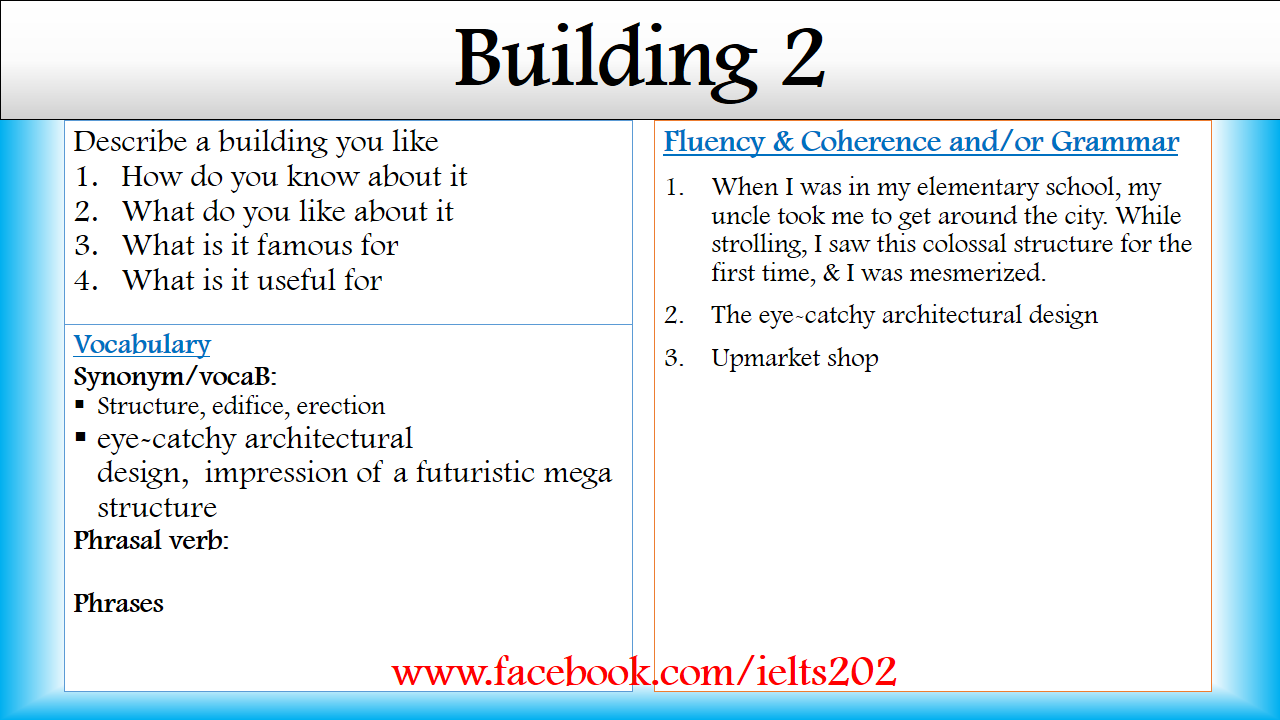 Building 2
Describe a building you like
1. How do you know about it
2. What do you like about it
3. What is it famous for
4. What is it useful for
Vocabulary
Synonym/vocaB:
▪ Structure, edifice, erection
▪ eye-catchy architectural
design, impression of a futuristic mega
structure
Phrasal verb:
Phrases
Fluency & Coherence and/or Grammar
1. When I was in my elementary school, my
uncle took me to get around the city. While
strolling, I saw this colossal structure for the
first time, & I was mesmerized.
2. The eye-catchy architectural design
3. Upmarket shop
www.facebook.com/ielts202